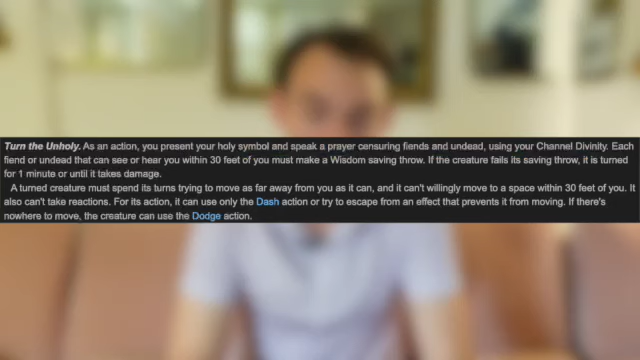 Turn the Unholy. As an action, you present your holy symbol and speak a prayer censuring fiends and undead, using your Channel Divinity. Each
fiend or undead that can see or hear you within 30 feet of you must make a Wisdom saving throw. If the creature fails its saving throw, it is turned
for 1 minute or until it takes damage.
A turned creature must spend its turns trying to move as far away from you as it can, and it can't willingly move to a space within 30 feet of you. It
also can't take reactions. For its action, it can use only the Dash action or try to escape from an effect that prevents it from moving. If there's
nowhere to move, the creature can use the Dodge action.